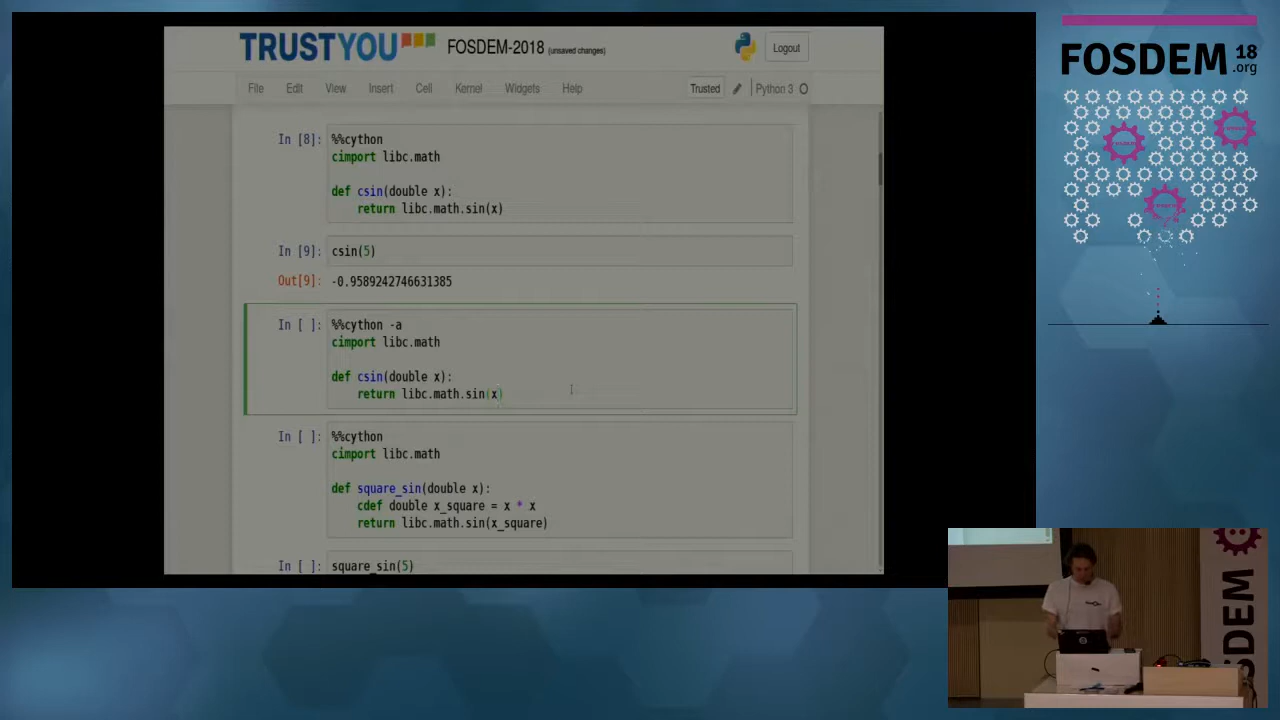 TRUSTYOU FOSDEM-2018 (unsaved changes) Logout
File Edit View Insert Cell Kernel Widgets Help Trusted Python 3
In [8]: %%cython
cimport libc.math
def csin(double x):
return libc.math.sin(x)
In [9]: csin(5)
Out[9]: -0.9589242746631385
In [ ]: %%cython -a
cimport libc.math
def csin(double x):
return libc.math.sin(x)
In [ ]: %%cython
cimport libc.math
def square_sin(double x):
cdef double x_square = x * x
return libc.math.sin(x_square)
In [ ]: square_sin(5)
FOSDEM 18
.org
SDEM